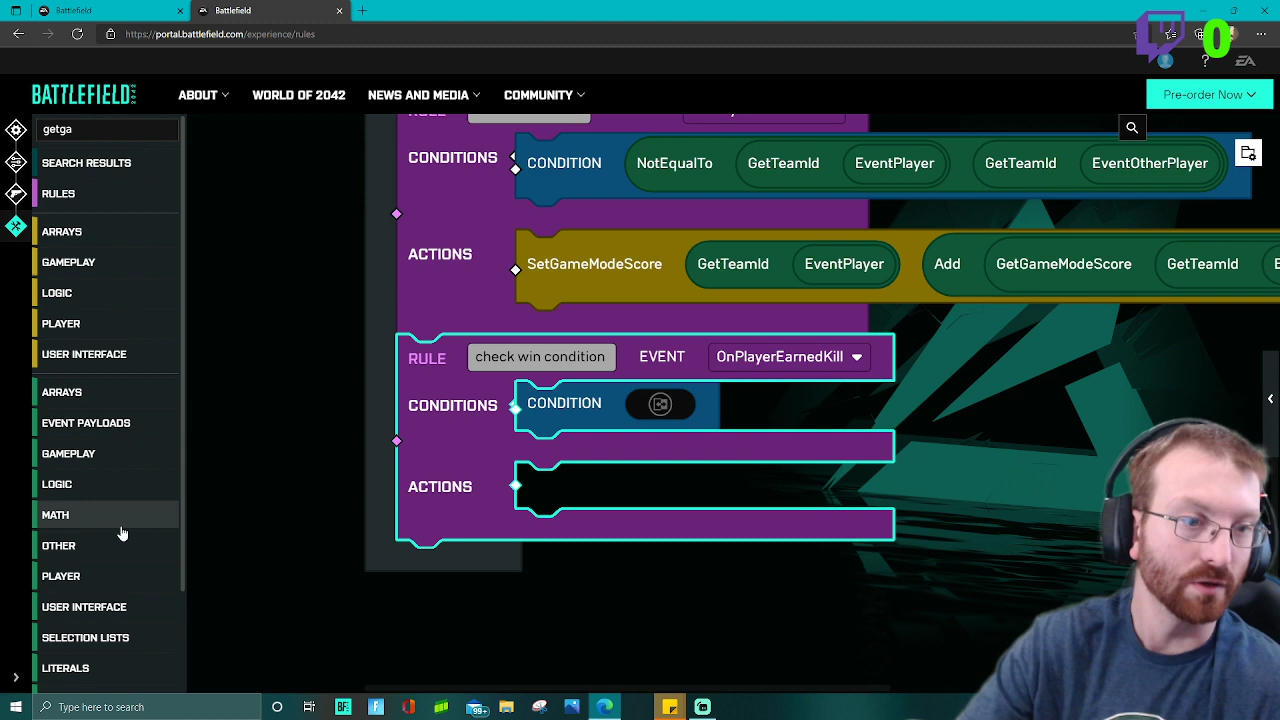 Battlefield
Battlefield
https://portal.battlefield.com/experience/rules
0
BATTLEFIELD 2042
ABOUT
WORLD OF 2042
NEWS AND MEDIA
COMMUNITY
Pre-order Now
getga
SEARCH RESULTS
RULES
ARRAYS
GAMEPLAY
LOGIC
PLAYER
USER INTERFACE
ARRAYS
EVENT PAYLOADS
GAMEPLAY
LOGIC
MATH
OTHER
PLAYER
USER INTERFACE
SELECTION LISTS
LITERALS
CONDITIONS
CONDITION
NotEqualTo
GetTeamId
EventPlayer
GetTeamId
EventOtherPlayer
ACTIONS
SetGameModeScore
GetTeamId
EventPlayer
Add
GetGameModeScore
GetTeamId
RULE
check win condition
EVENT
OnPlayerEarnedKill
CONDITIONS
CONDITION
ACTIONS
Type here to search
99+